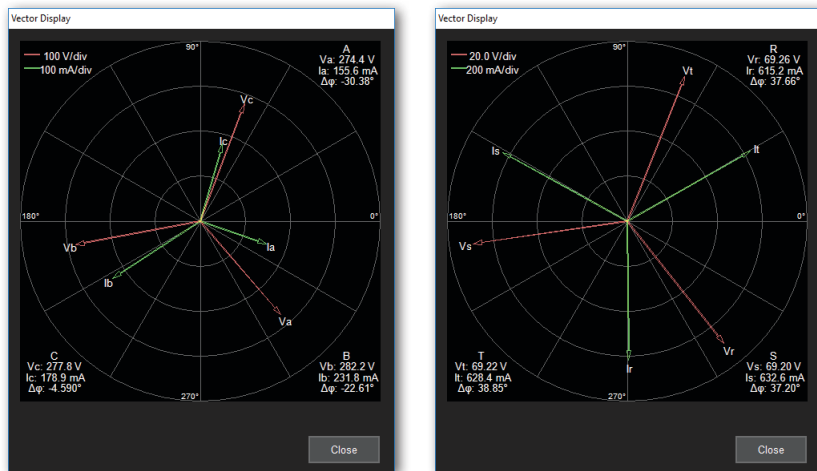 Vector Display
100 V/div
100 mA/div
90°
A
Va: 274.4 V
Ia: 155.6 mA
Δφ: -30.38°
Vc
Ic
180°
0°
Vb
Ib
Ia
Va
C
Vc: 277.8 V
Ic: 178.9 mA
Δφ: -4.590°
270°
B
Vb: 282.2 V
Ib: 231.8 mA
Δφ: -22.61°
Close
Vector Display
20.0 V/div
200 mA/div
90°
R
Vr: 69.26 V
Ir: 615.2 mA
Δφ: 37.66°
Vt
Is
It
180°
0°
Vs
Vr
Ir
T
Vt: 69.22 V
It: 628.4 mA
Δφ: 38.85°
270°
S
Vs: 69.20 V
Is: 632.6 mA
Δφ: 37.20°
Close